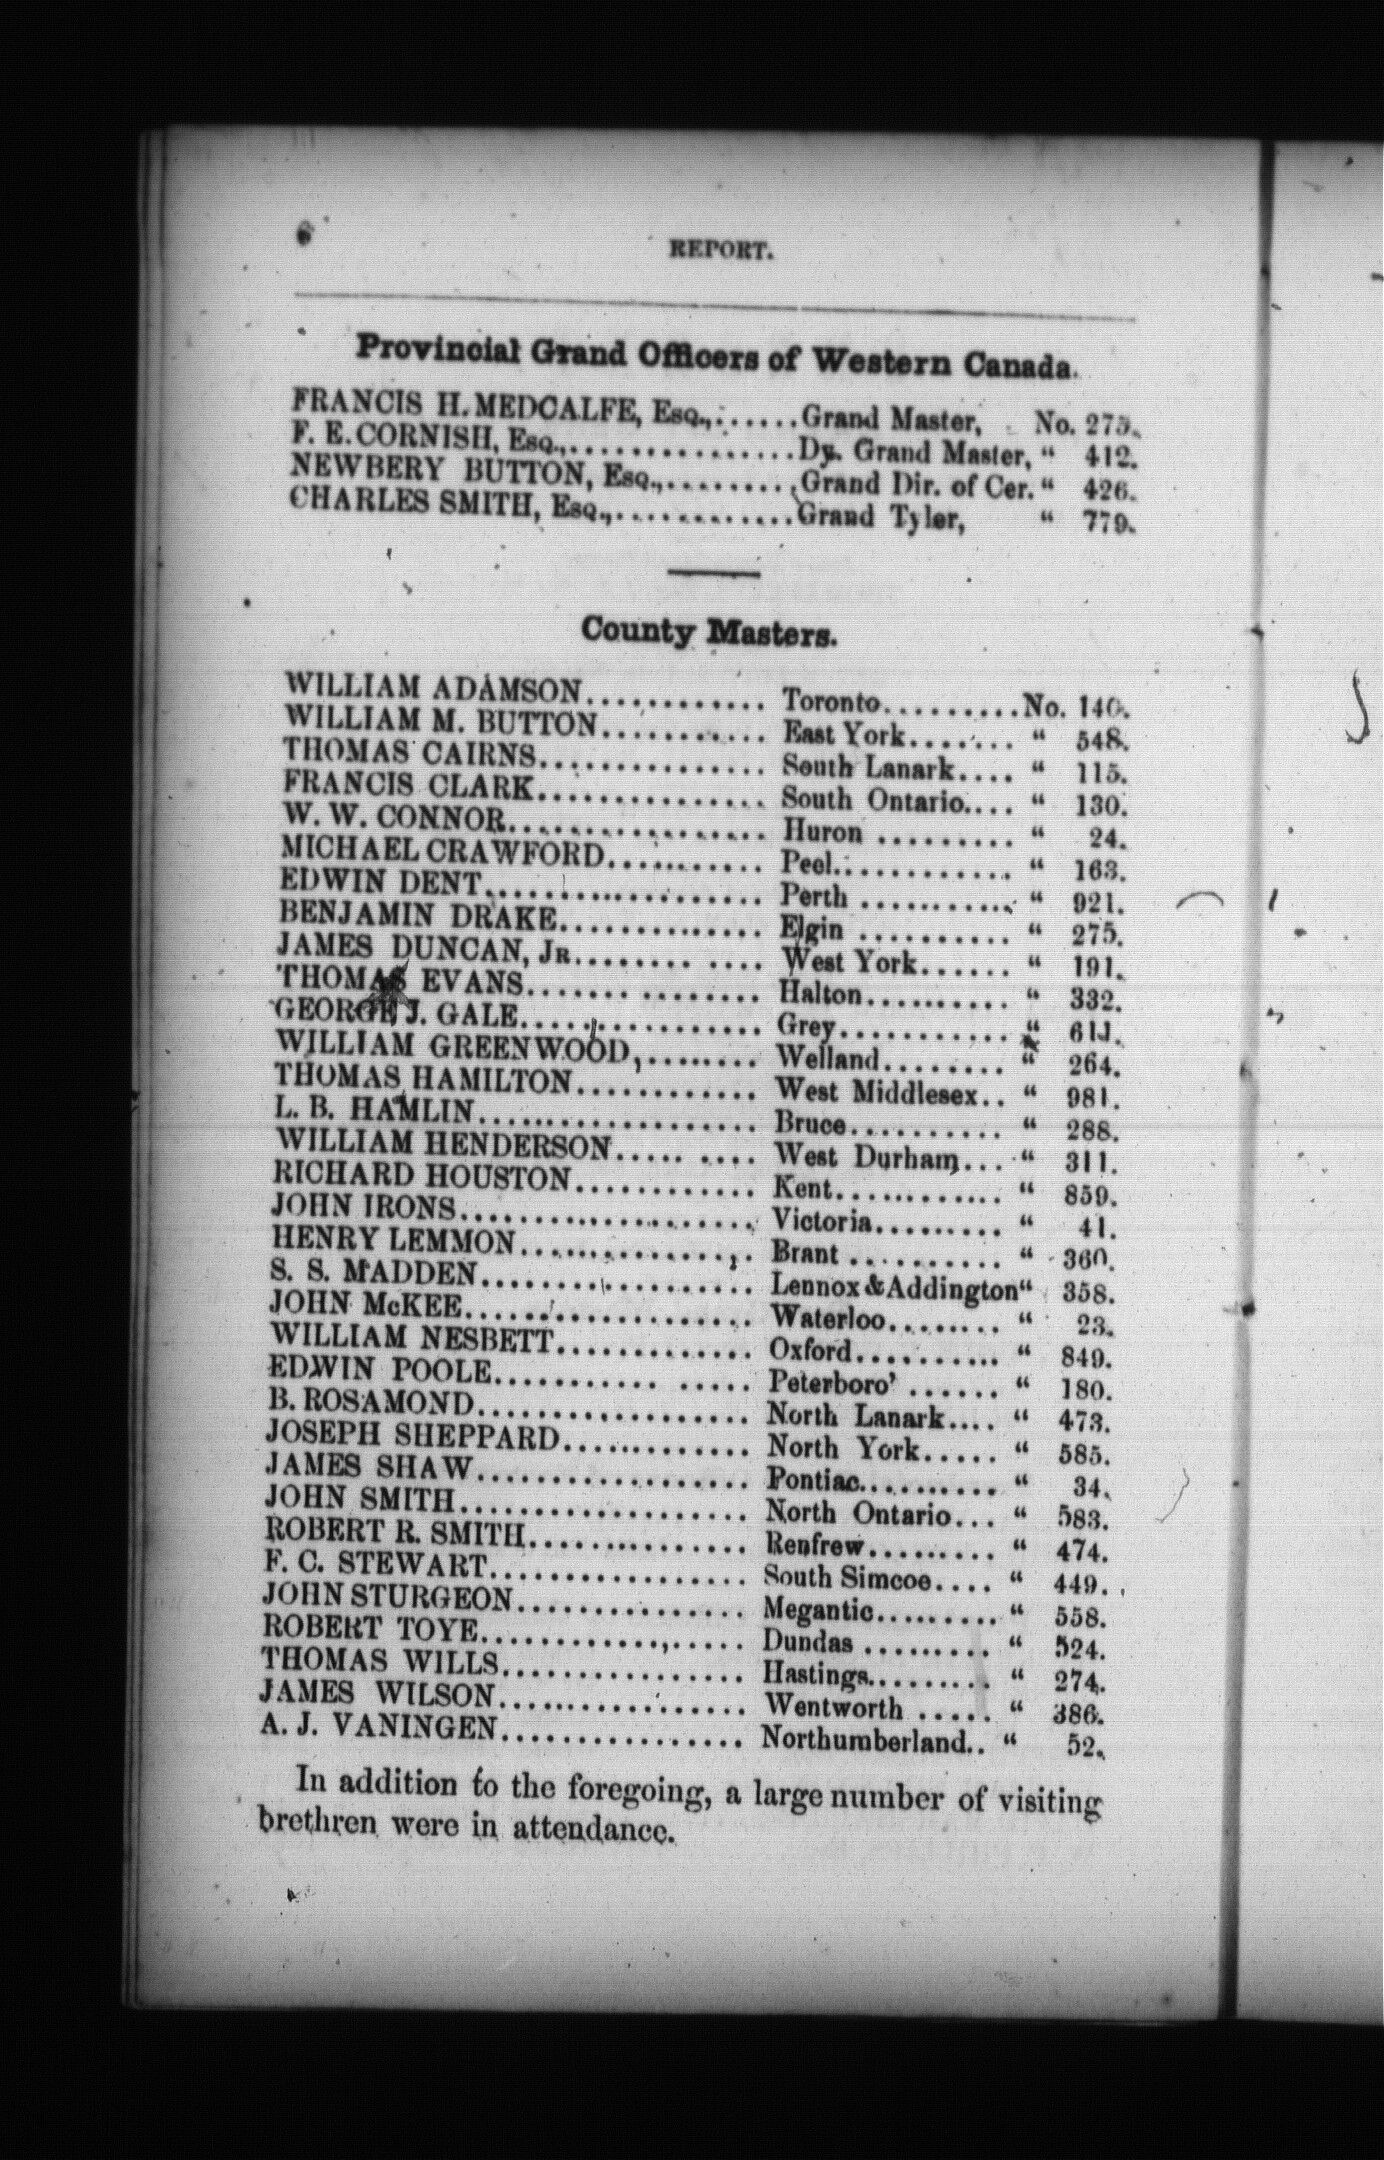 6
REPORT.
Provincial Grand Officers of Western Canada.
FRANCIS H. MEDCALFE, Esq.,......Grand Master, No. 275.
F. E. CORNISH, Esq.,...............Dy. Grand Master, “ 412.
NEWBERY BUTTON, Esq.,.........Grand Dir. of Cer. “ 426.
CHARLES SMITH, Esq.,............Grand Tyler, “ 779.
County Masters.
WILLIAM ADAMSON............ Toronto.........No. 140.
WILLIAM M. BUTTON........... East York....... “ 548.
THOMAS CAIRNS............... South Lanark.... “ 115.
FRANCIS CLARK............... South Ontario.... “ 130.
W. W. CONNOR................. Huron ......... “ 24.
MICHAEL CRAWFORD.......... Peel............ “ 163.
EDWIN DENT.................. Perth .......... “ 921.
BENJAMIN DRAKE............. Elgin .......... “ 275.
JAMES DUNCAN, Jr........ .... West York...... “ 191.
THOMAS EVANS....... ........ Halton.......... “ 332.
GEORGE J. GALE................ Grey........... “ 611.
WILLIAM GREENWOOD,....... Welland........ “ 264.
THOMAS HAMILTON............ West Middlesex.. “ 981.
L. B. HAMLIN.................. Bruce.......... “ 288.
WILLIAM HENDERSON..... .... West Durham... “ 311.
RICHARD HOUSTON............ Kent........... “ 859.
JOHN IRONS................... Victoria......... “ 41.
HENRY LEMMON............... Brant .......... “ 360.
S. S. MADDEN.................. Lennox & Addington “ 358.
JOHN McKEE................... Waterloo........ “ 23.
WILLIAM NESBETT............. Oxford.......... “ 849.
EDWIN POOLE........... ..... Peterboro’ ...... “ 180.
B. ROSAMOND.................. North Lanark.... “ 473.
JOSEPH SHEPPARD............ North York..... “ 585.
JAMES SHAW.................. Pontiac......... “ 34.
JOHN SMITH................... North Ontario... “ 583.
ROBERT R. SMITH.............. Renfrew......... “ 474.
F. C. STEWART................. South Simcoe.... “ 449.
JOHN STURGEON............... Megantic......... “ 558.
ROBERT TOYE................. Dundas ........ “ 524.
THOMAS WILLS................ Hastings........ “ 274.
JAMES WILSON................ Wentworth ..... “ 386.
A. J. VANINGEN................ Northumberland.. “ 52.
In addition to the foregoing, a large number of visiting
brethren were in attendance.